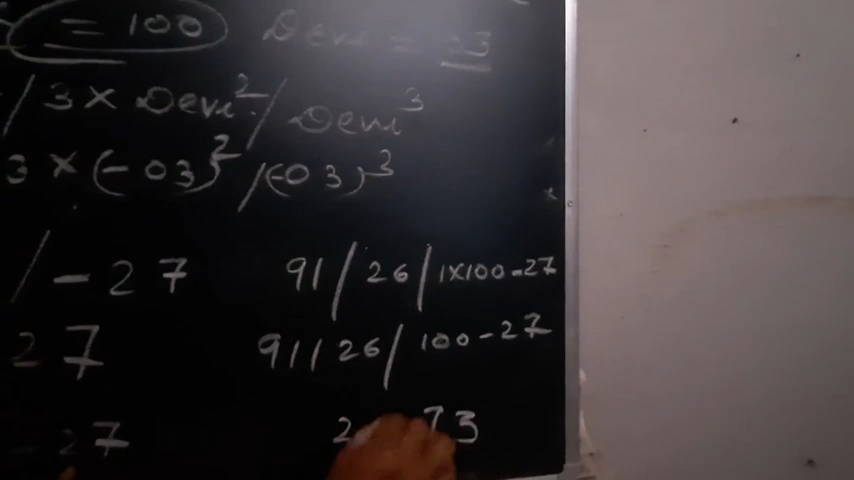 = 100 Devi = 03
/ 3 × Devi² / Devi³
3 × (-03)² / (-03)³
/ - 27 91 / 26 / 1×100-27
27 91 / 26 / 100-27
27 2 73